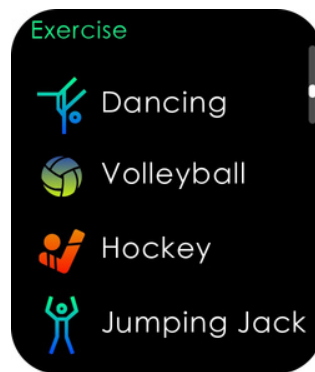 Exercise
Dancing
Volleyball
Hockey
Jumping Jack